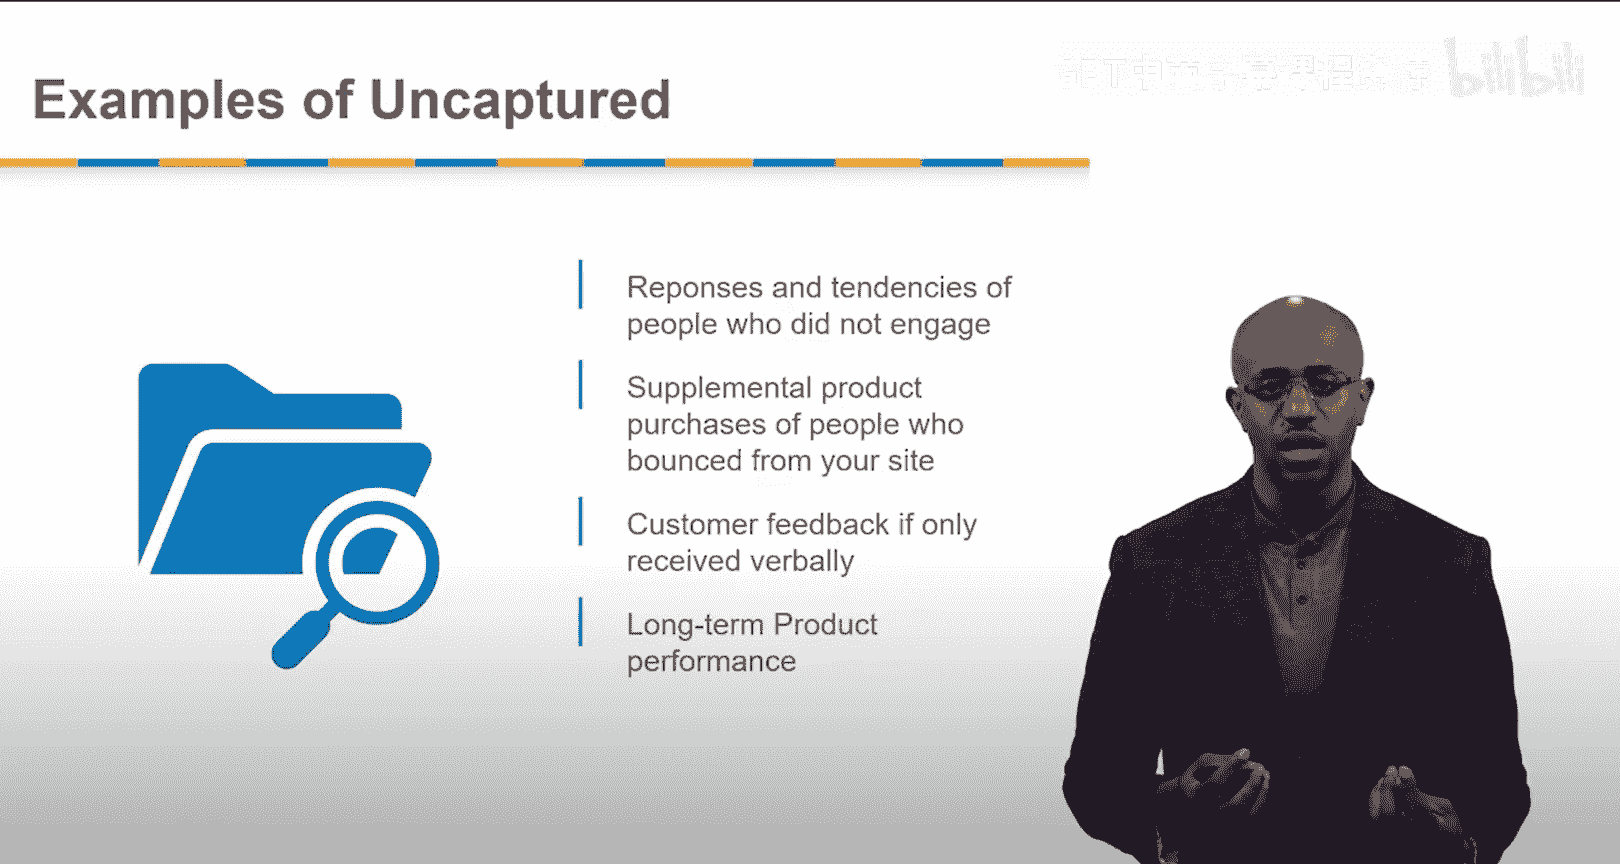 Examples of Uncaptured
bilibili
Reponses and tendencies of
people who did not engage
Supplemental product
purchases of people who
bounced from your site
Customer feedback if only
received verbally
Long-term Product
performance